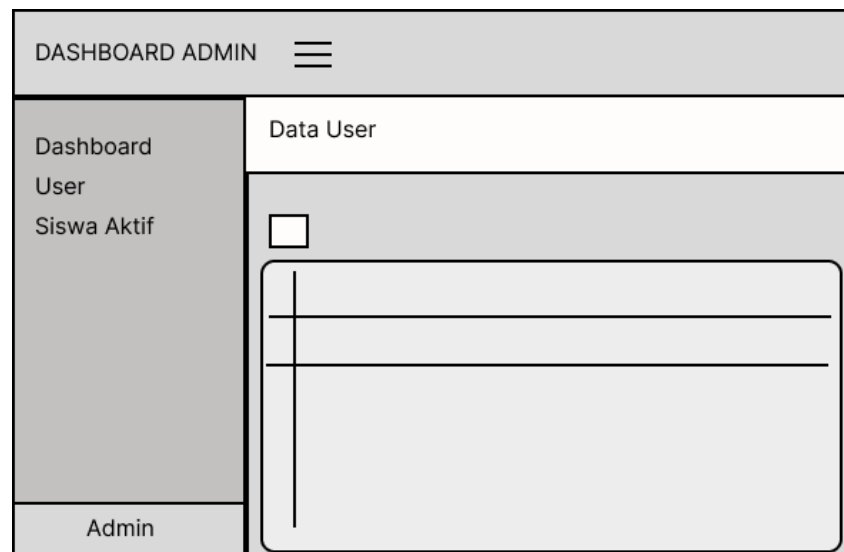 DASHBOARD ADMIN
Data User
Dashboard
User
Siswa Aktif
Admin